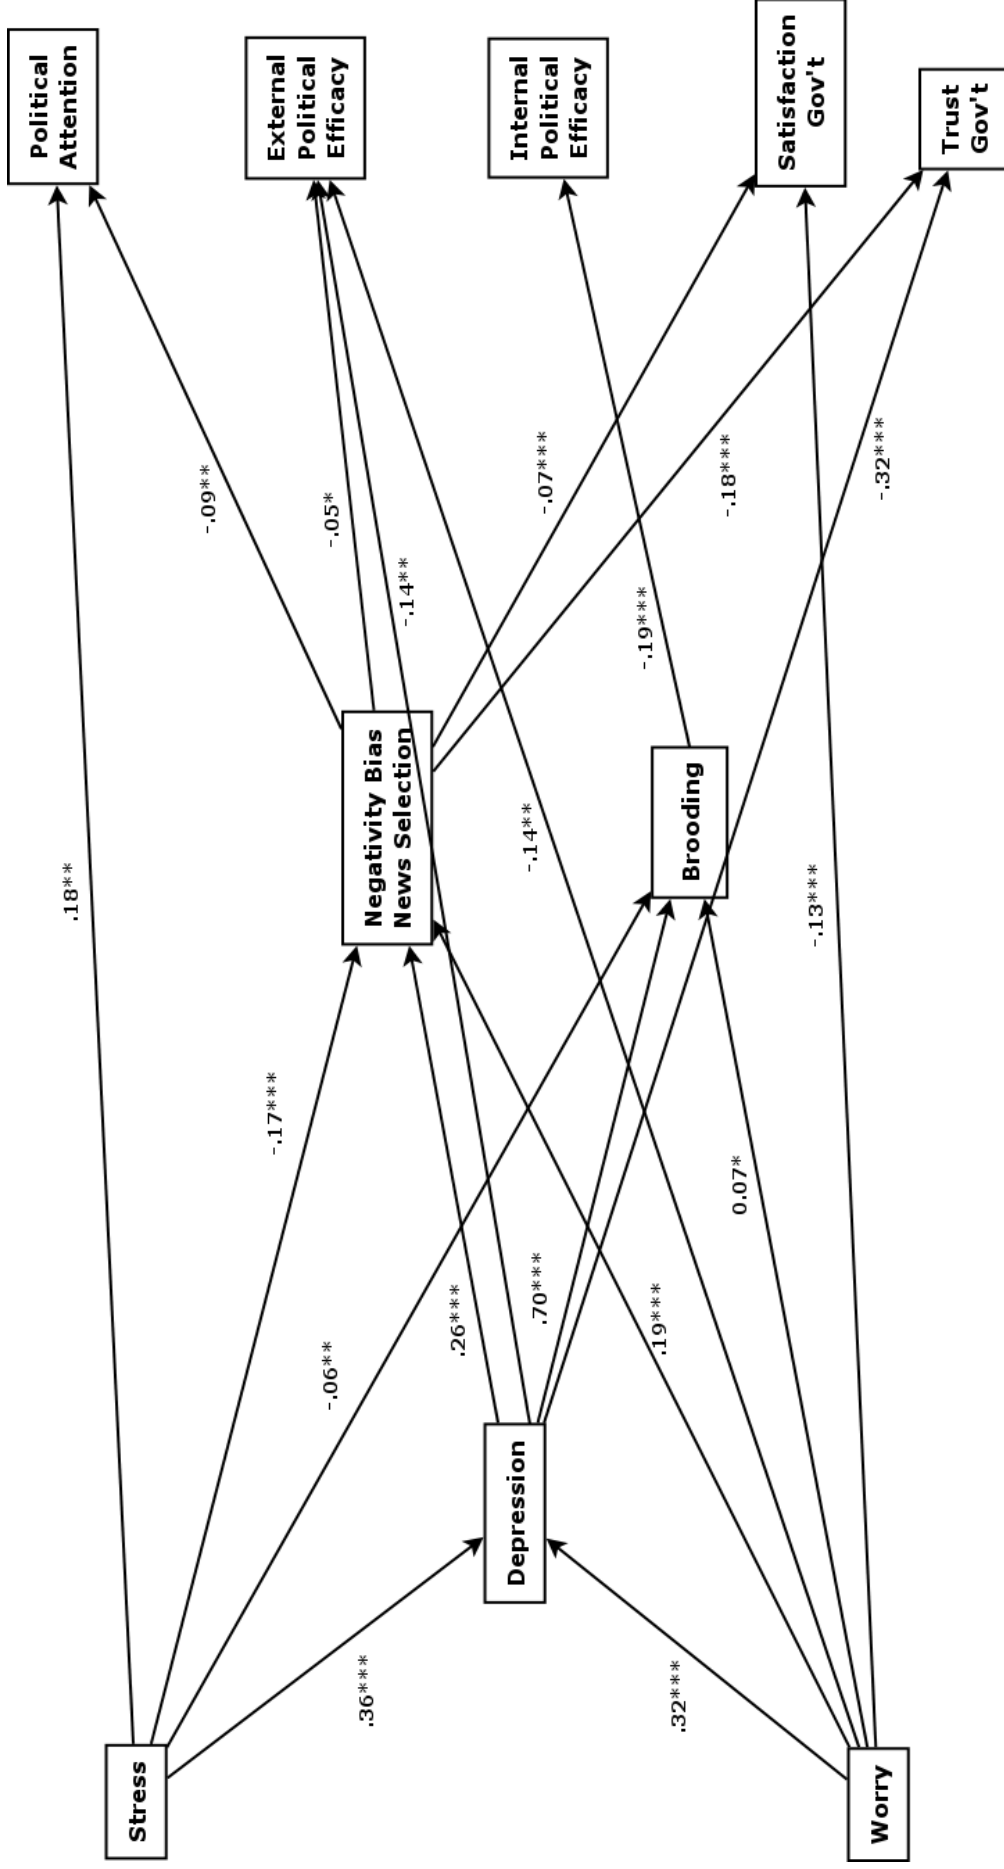 Stress
Worry
Depression
Negativity Bias
News Selection
Brooding
Political
Attention
External
Political
Efficacy
Internal
Political
Efficacy
Satisfaction
Gov't
Trust
Gov't
.18**
-.17***
-.06**
.36***
.32***
.26***
.70***
.19***
0.07*
-.13***
-.14**
-.09**
-.05*
-.14**
-.07***
-.19***
-.18***
-.32***